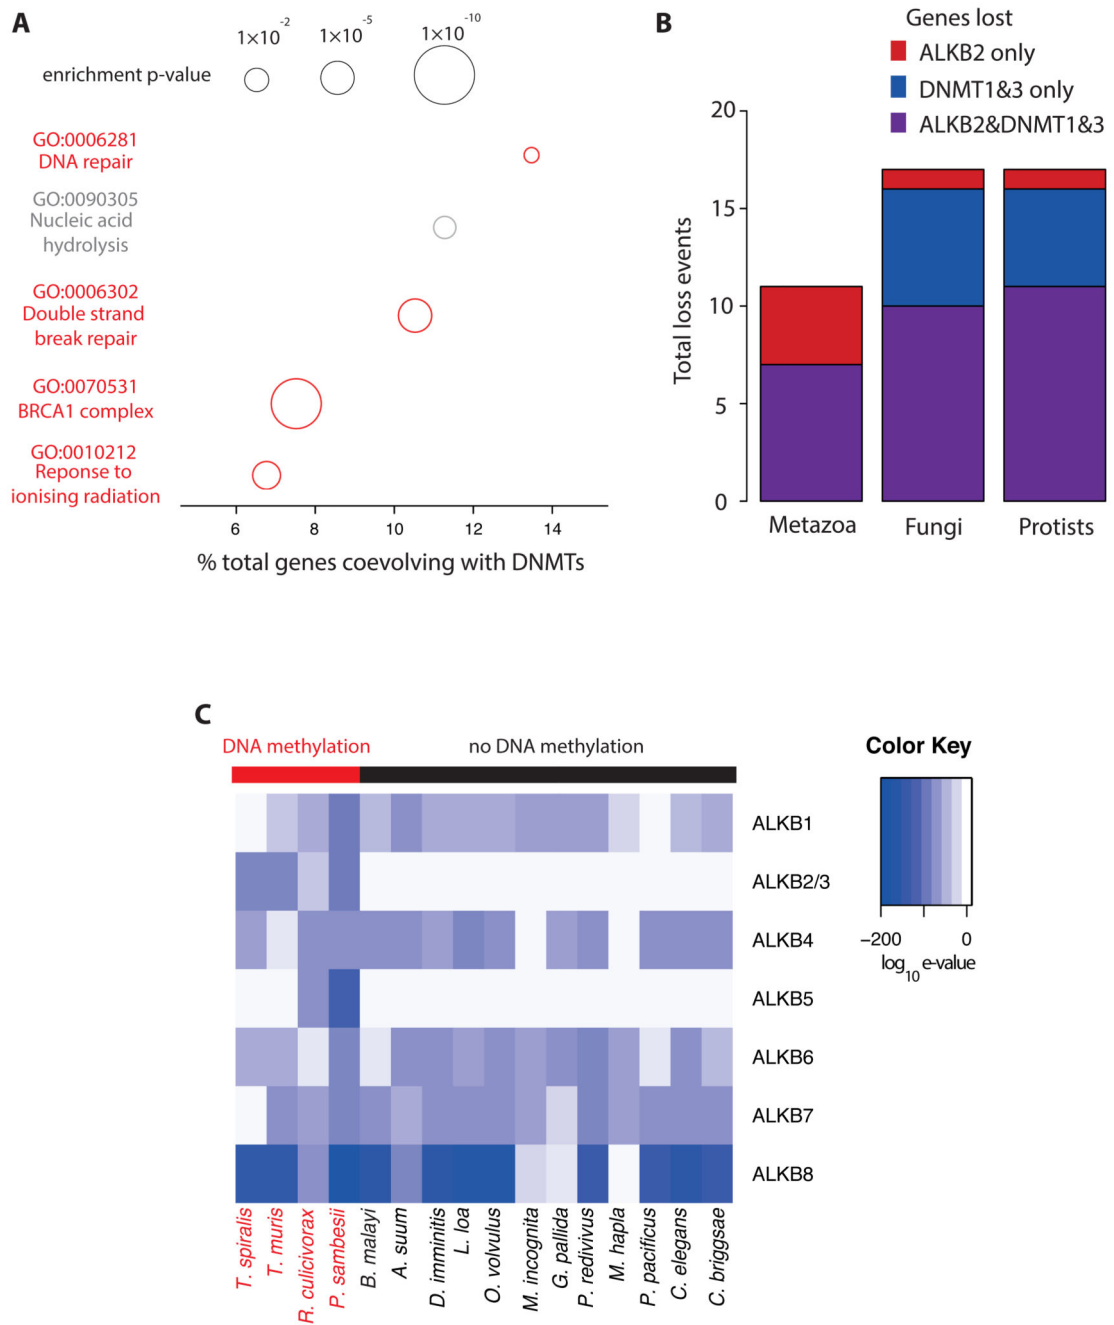 A
1×10 -2
1×10 -5
1×10 -10
enrichment p-value
GO:0006281
DNA repair
GO:0090305
Nucleic acid
hydrolysis
GO:0006302
Double strand
break repair
GO:0070531
BRCA1 complex
GO:0010212
Reponse to
ionising radiation
6 8 10 12 14
% total genes coevolving with DNMTs
B
Genes lost
ALKB2 only
DNMT1&3 only
ALKB2&DNMT1&3
Total loss events
20
15
10
5
0
Metazoa Fungi Protists
C
DNA methylation
no DNA methylation
ALKB1
ALKB2/3
ALKB4
ALKB5
ALKB6
ALKB7
ALKB8
T. spiralis
T. muris
R. culicivorax
P. sambesii
B. malayi
A. suum
D. imminitis
L. loa
O. volvulus
M. incognita
G. pallida
P. redivivus
M. hapla
P. pacificus
C. elegans
C. briggsae
Color Key
−200 0
log10 e-value